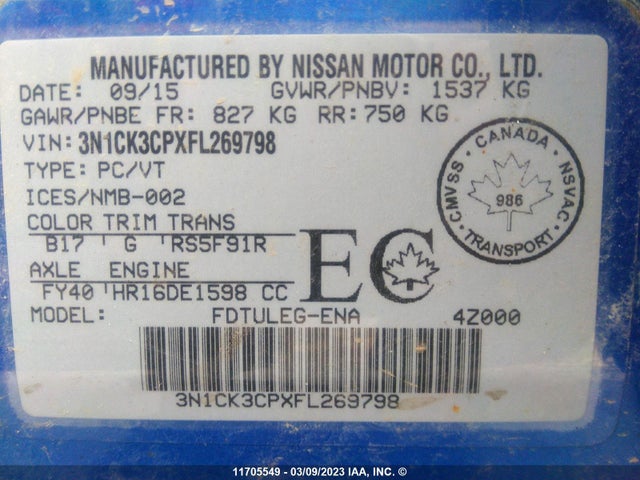 MANUFACTURED BY NISSAN MOTOR CO., LTD.
DATE: 09/15 GVWR/PNBV: 1537 KG
GAWR/PNBE FR: 827 KG RR: 750 KG
VIN: 3N1CK3CPXFL269798
TYPE: PC/VT
ICES/NMB-002
COLOR TRIM TRANS
B17 G RS5F91R
AXLE ENGINE
FY40 HR16DE1598 CC
MODEL: FDTULEG-ENA 4Z000
EC
CANADA
CMVSS NSVAC
986
TRANSPORT
3N1CK3CPXFL269798
11705549 - 03/09/2023 IAA, INC. ©